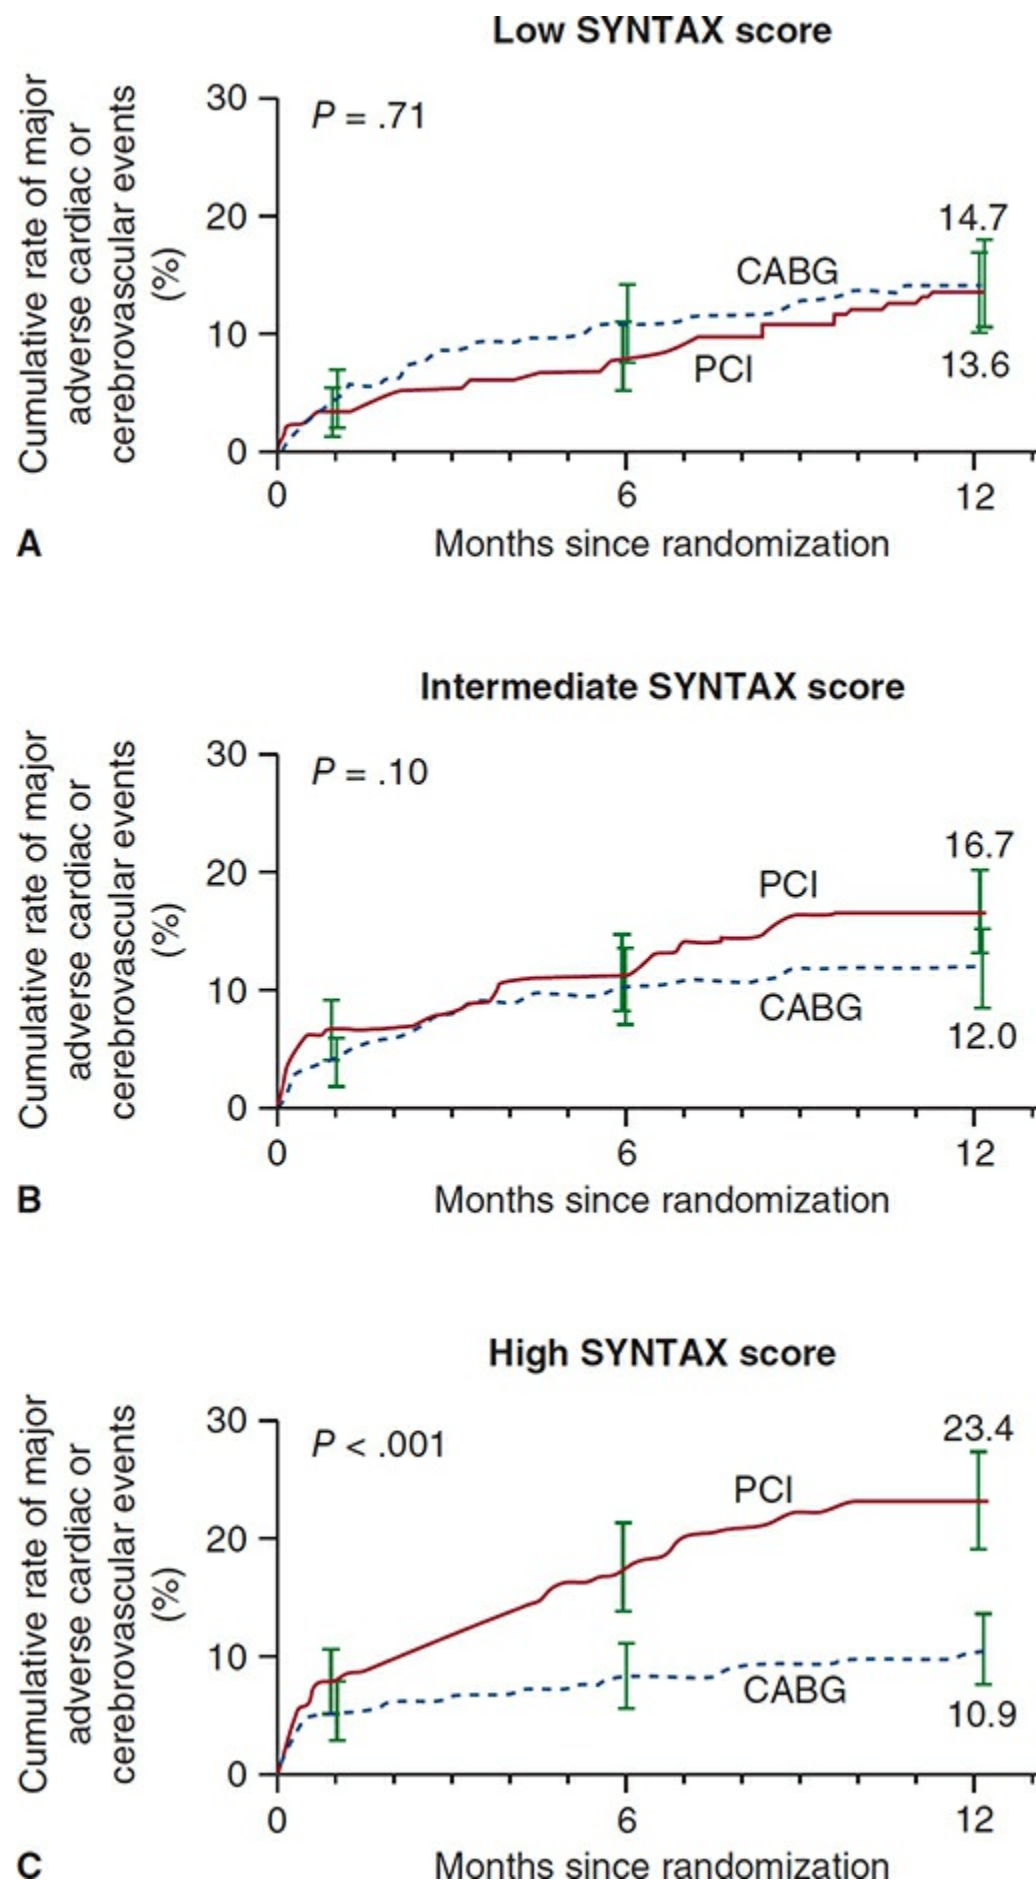 Low SYNTAX score
Cumulative rate of major
adverse cardiac or
cerebrovascular events
(%)
30
20
10
0
P = .71
CABG
PCI
14.7
13.6
0
6
12
Months since randomization
A
Intermediate SYNTAX score
Cumulative rate of major
adverse cardiac or
cerebrovascular events
(%)
30
20
10
0
P = .10
PCI
CABG
16.7
12.0
0
6
12
Months since randomization
B
High SYNTAX score
Cumulative rate of major
adverse cardiac or
cerebrovascular events
(%)
30
20
10
0
P < .001
PCI
CABG
23.4
10.9
0
6
12
Months since randomization
C